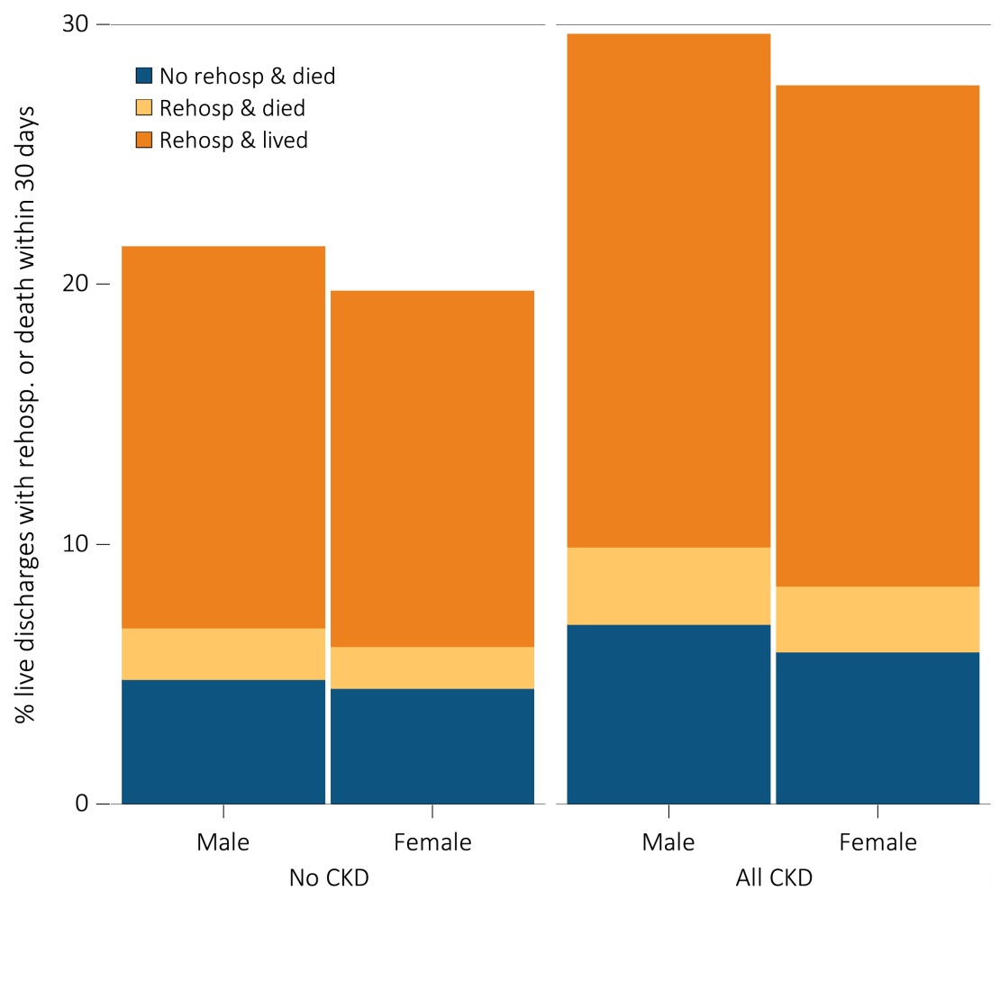 % live discharges with rehosp. or death within 30 days
30
20
10
0
No rehosp & died
Rehosp & died
Rehosp & lived
Male Female Male Female
No CKD All CKD